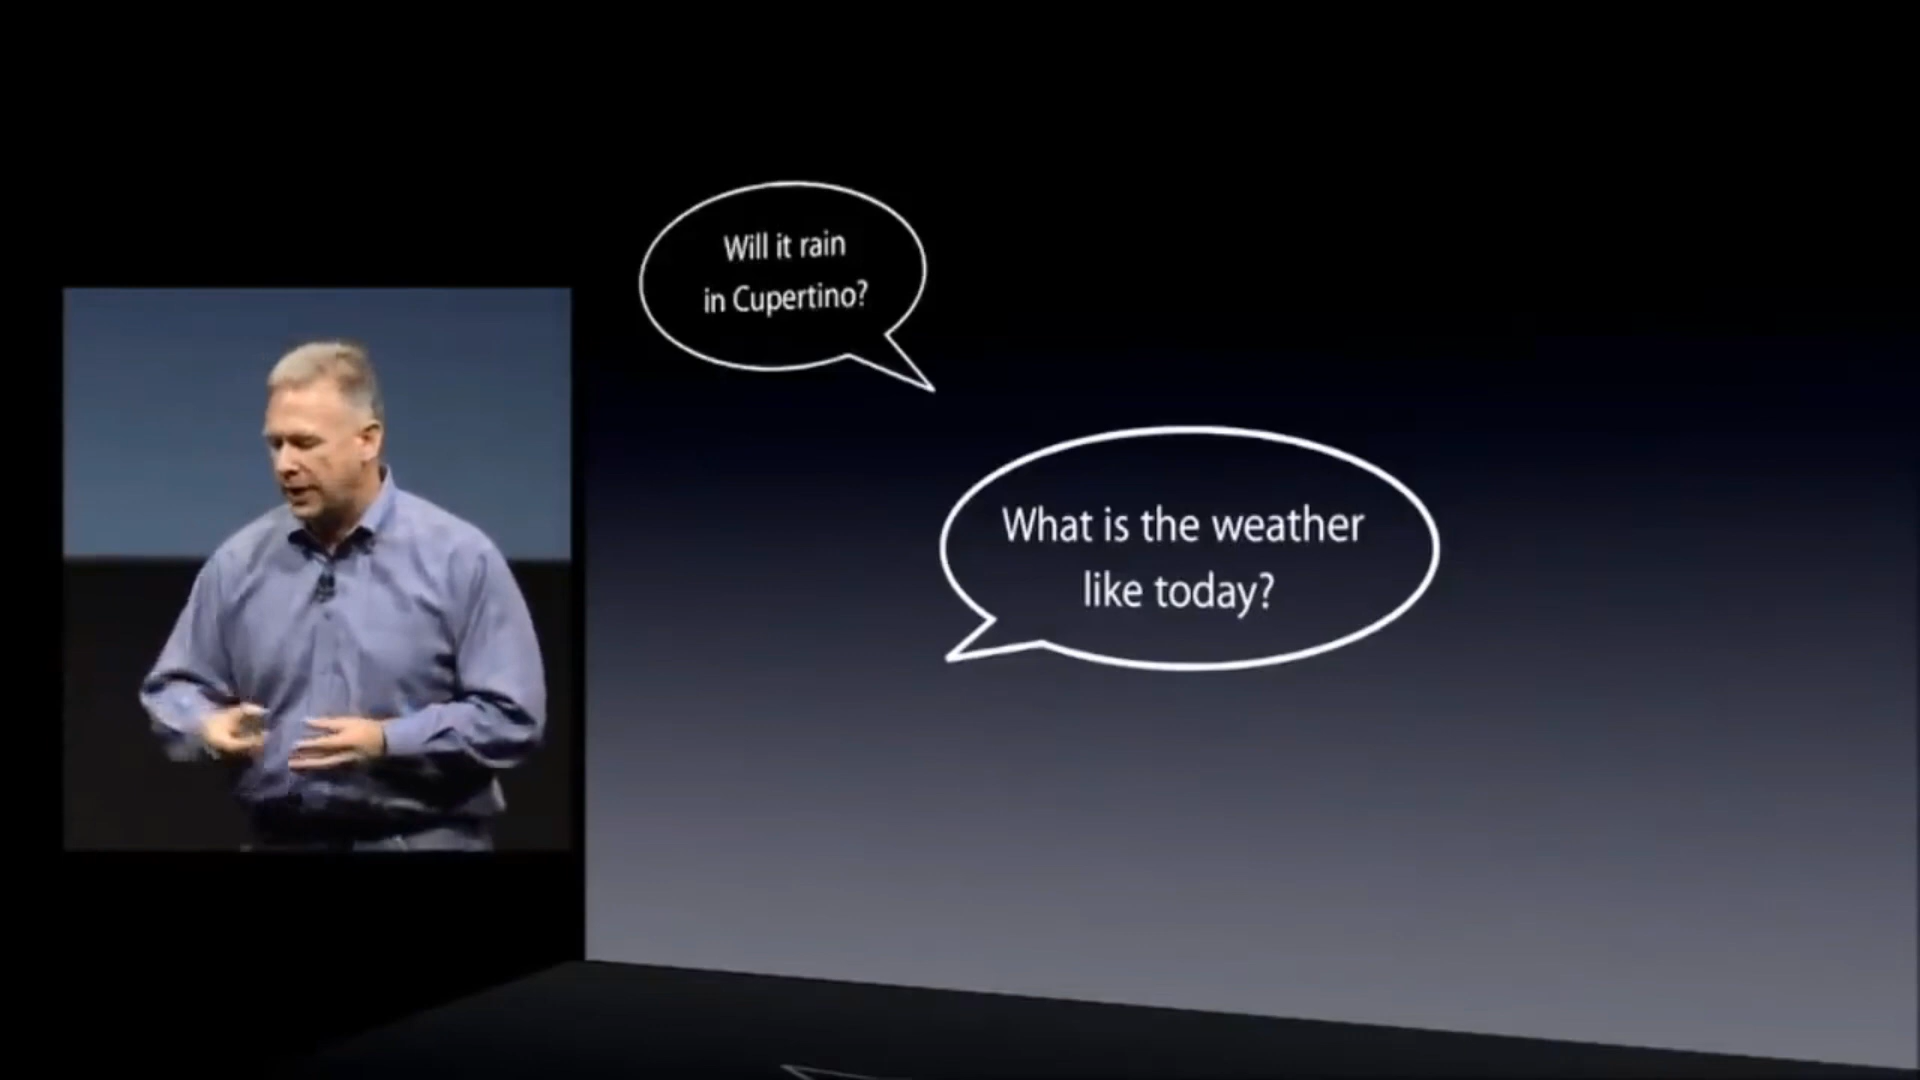 Will it rain
in Cupertino?
What is the weather
like today?